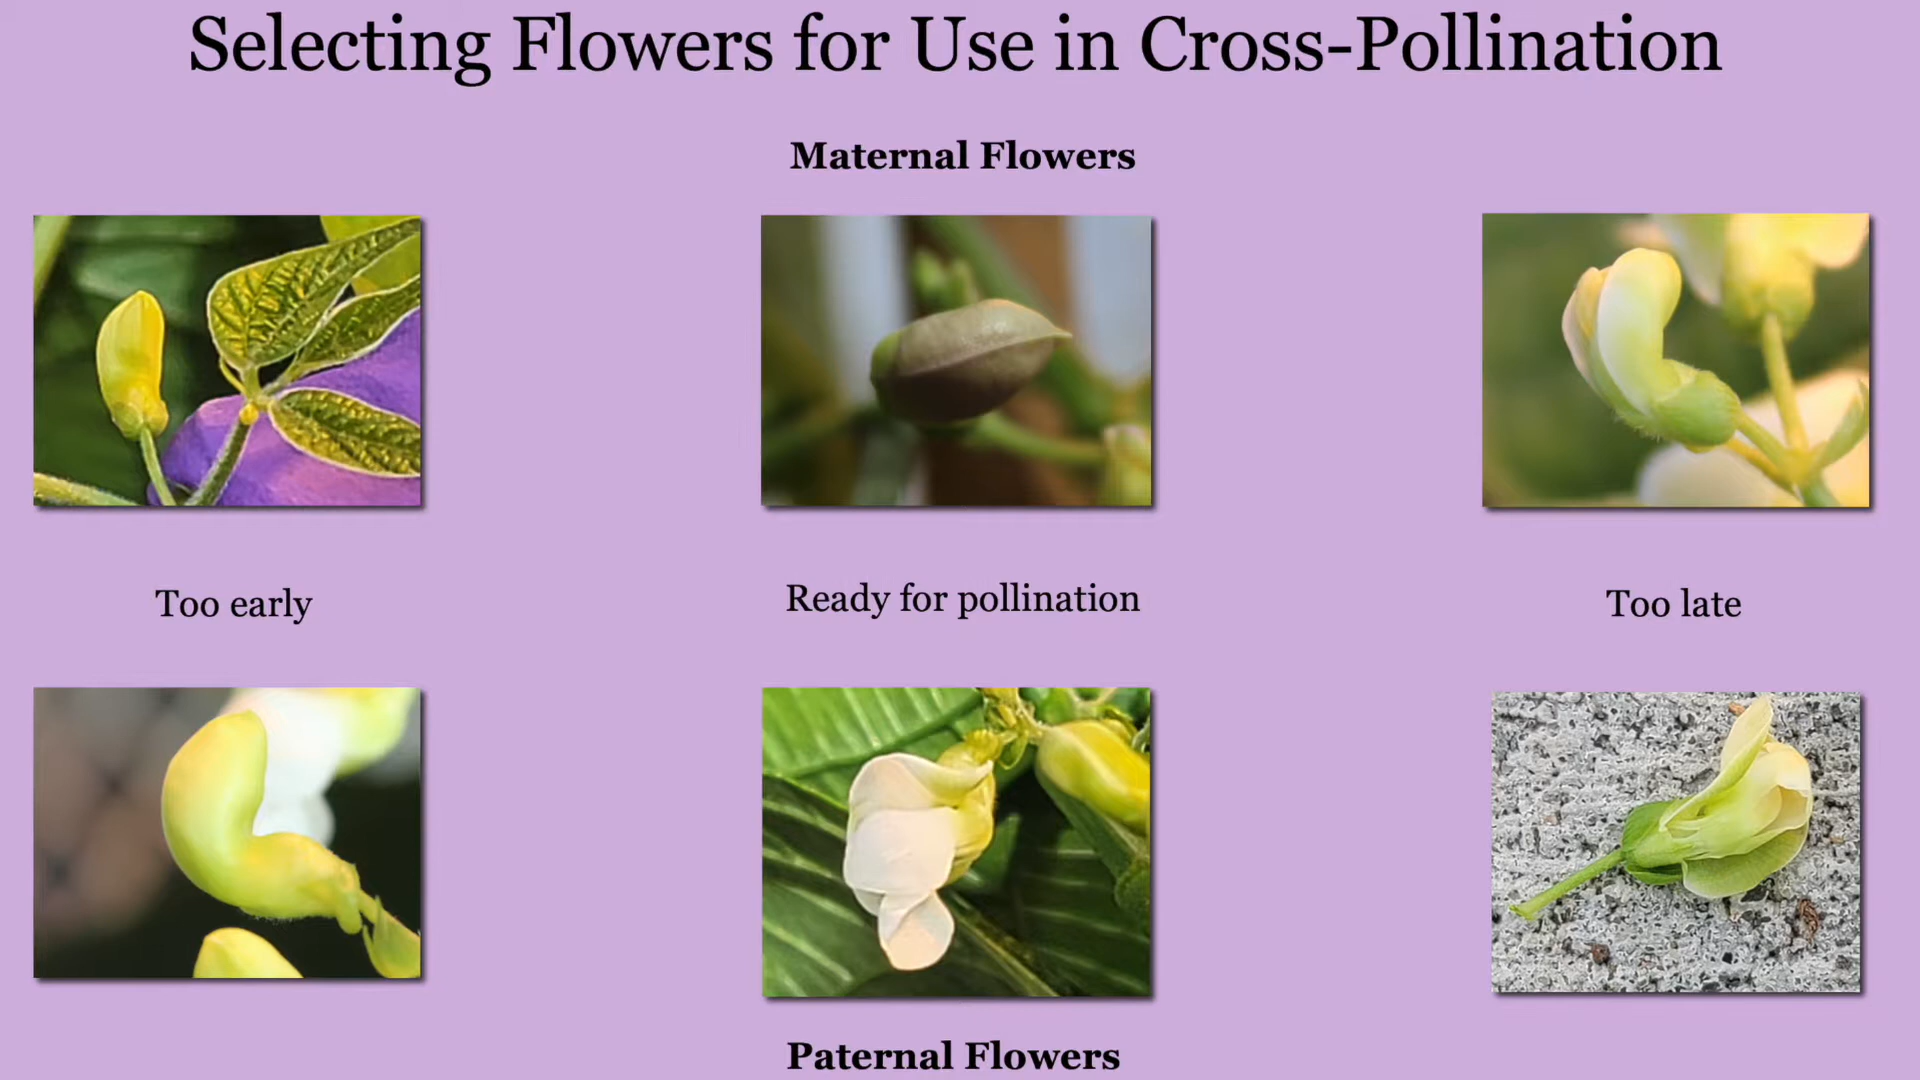 Selecting Flowers for Use in Cross-Pollination
Maternal Flowers
Too early
Ready for pollination
Too late
Paternal Flowers